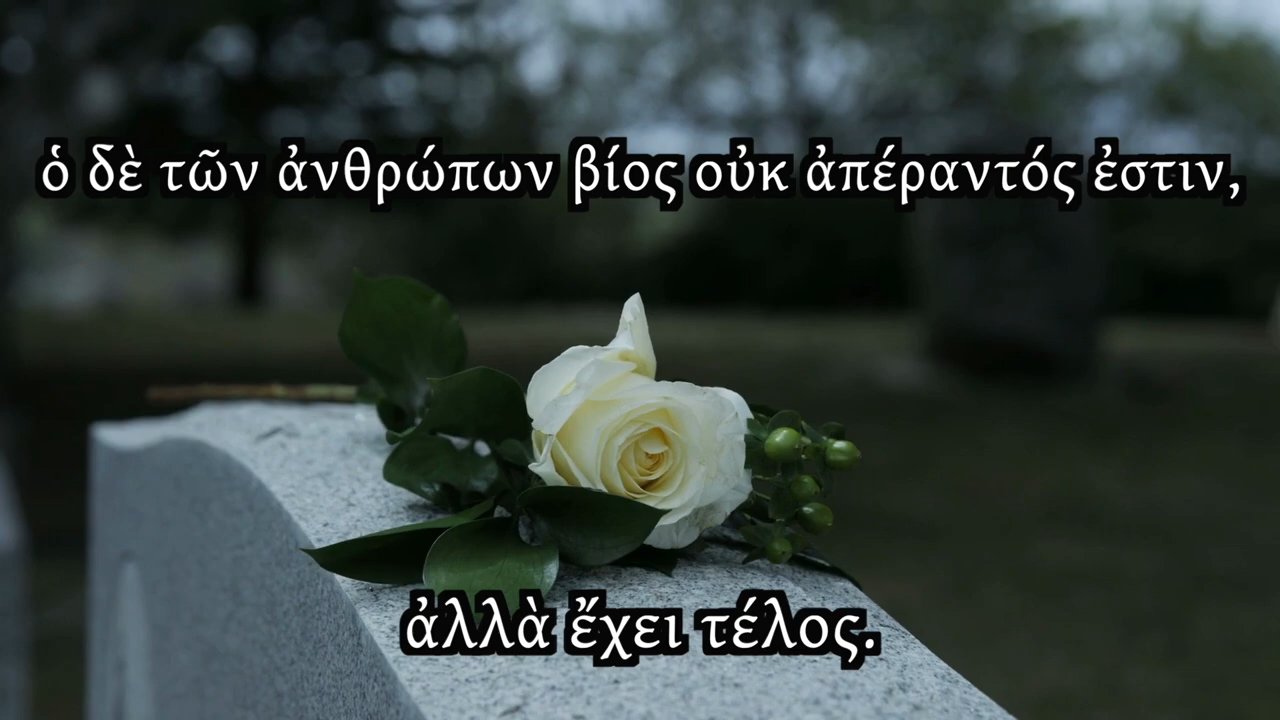 ὁ δὲ τῶν ἀνθρώπων βίος οὐκ ἀπέραντός ἐστιν,
ἀλλὰ ἔχει τέλος.